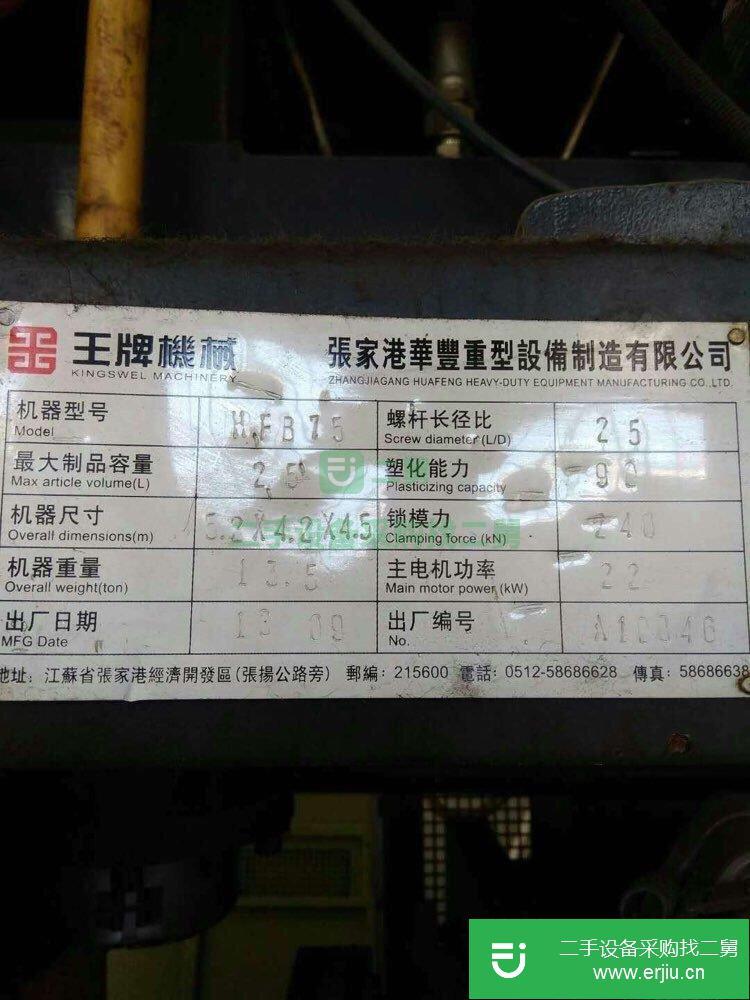 王牌機械
KINGSWEL MACHINERY
張家港華豐重型設備制造有限公司
ZHANGJIAGANG HUAFENG HEAVY-DUTY EQUIPMENT MANUFACTURING CO.,LTD.
机器型号 HFB75 螺杆长径比 25
Model Screw diameter(L/D)
最大制品容量 塑化能力 90
Max article volume(L) Plasticizing capacity
机器尺寸 5.2X4.2X4.5 锁模力 240
Overall dimensions(m) Clamping force (kN)
机器重量 13.5 主电机功率 22
Overall weight(ton) Main motor power (kW)
出厂日期 13 09 出厂编号
MFG Date No.
地址: 江蘇省張家港經濟開發區(張揚公路旁) 郵編: 215600 電話: 0512-58686628 傳真: 58686638
二手设备采购找二舅
www.erjiu.cn